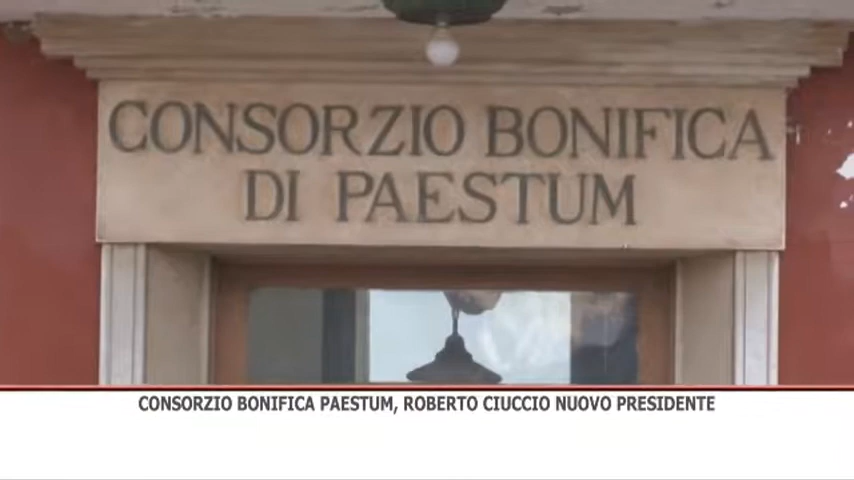 CONSORZIO BONIFICA
DI PAESTUM
CONSORZIO BONIFICA PAESTUM, ROBERTO CIUCCIO NUOVO PRESIDENTE